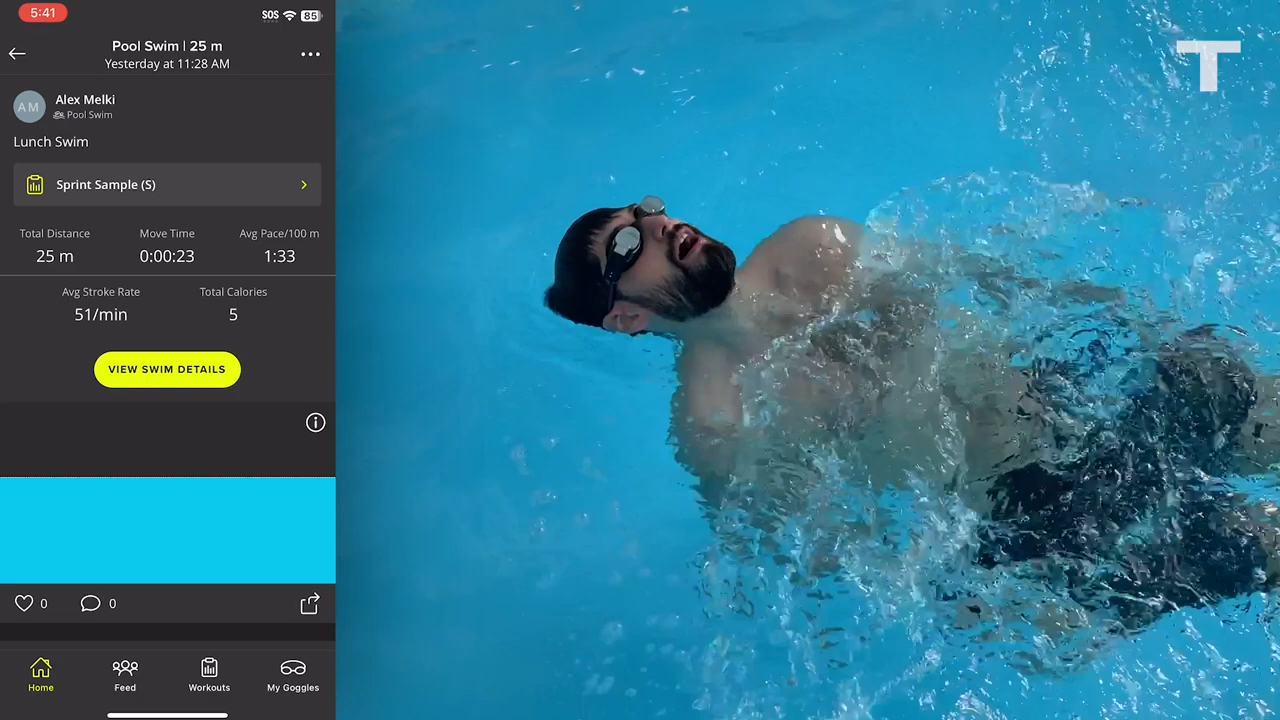 5:41
SOS 85
Pool Swim | 25 m
Yesterday at 11:28 AM
AM
Alex Melki
Pool Swim
Lunch Swim
Sprint Sample (S)
Total Distance Move Time Avg Pace/100 m
25 m 0:00:23 1:33
Avg Stroke Rate Total Calories
51/min 5
VIEW SWIM DETAILS
0 0
Home Feed Workouts My Goggles
T